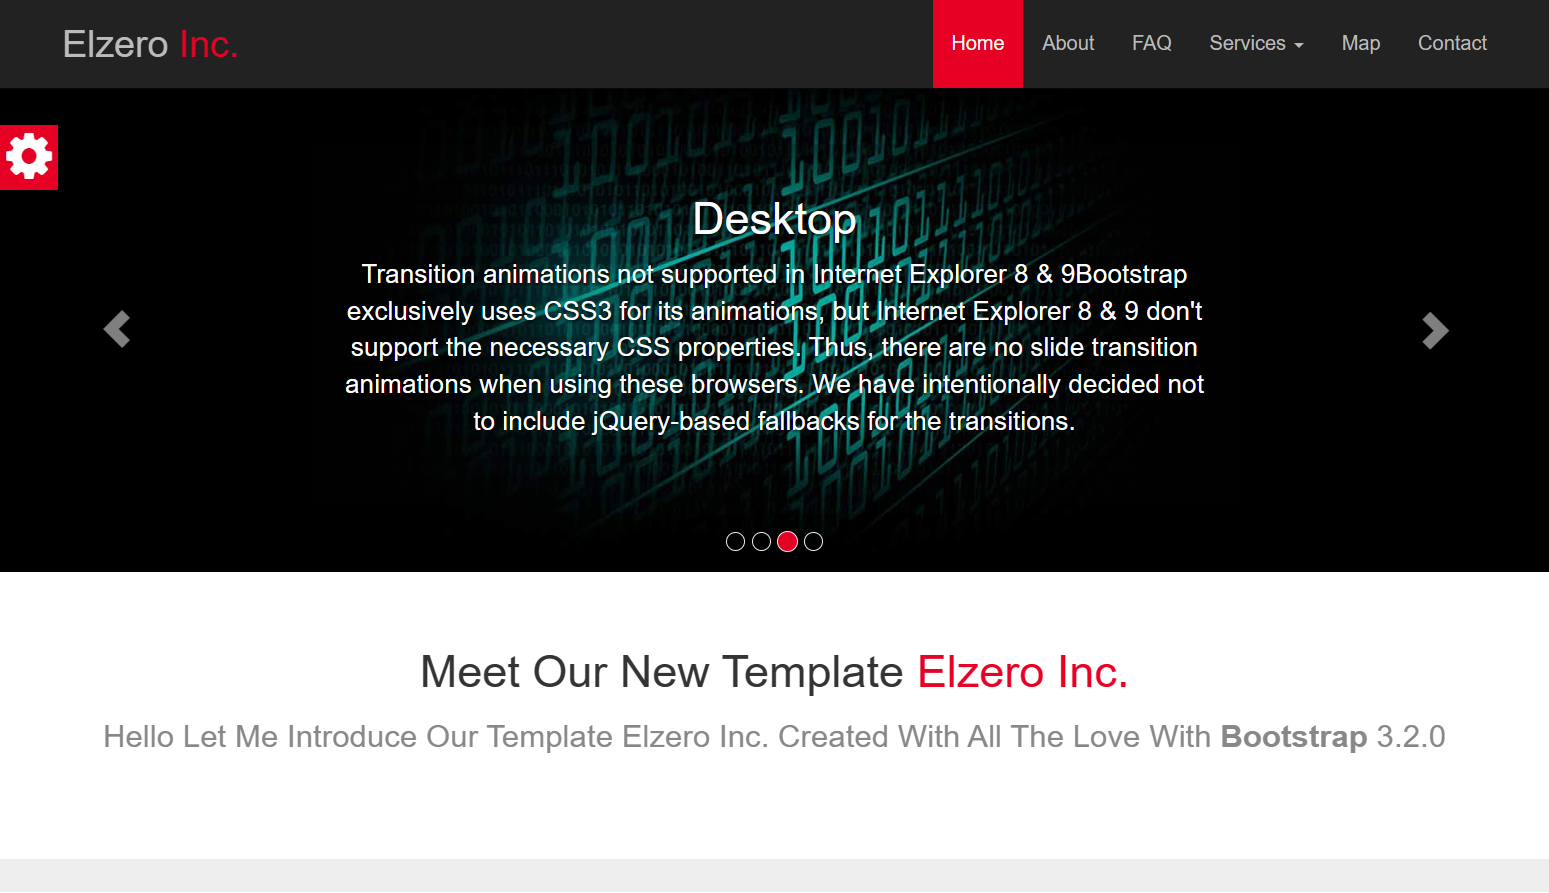 Elzero Inc.
Home About FAQ Services Map Contact
Desktop
Transition animations not supported in Internet Explorer 8 & 9Bootstrap
exclusively uses CSS3 for its animations, but Internet Explorer 8 & 9 don't
support the necessary CSS properties. Thus, there are no slide transition
animations when using these browsers. We have intentionally decided not
to include jQuery-based fallbacks for the transitions.
Meet Our New Template Elzero Inc.
Hello Let Me Introduce Our Template Elzero Inc. Created With All The Love With Bootstrap 3.2.0